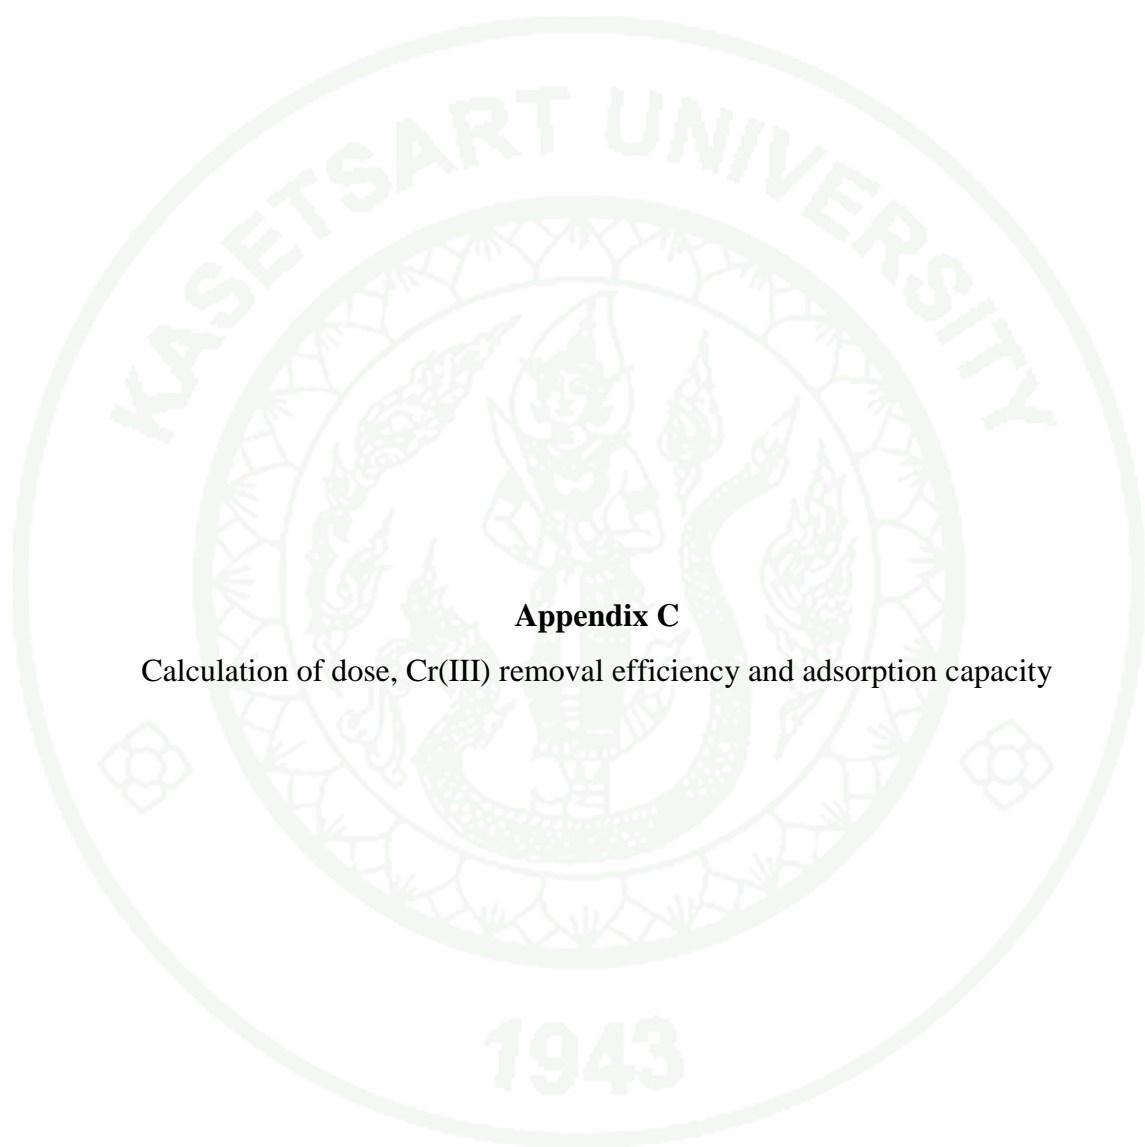 KASETSART UNIVERSITY
Appendix C
Calculation of dose, Cr(III) removal efficiency and adsorption capacity
1943